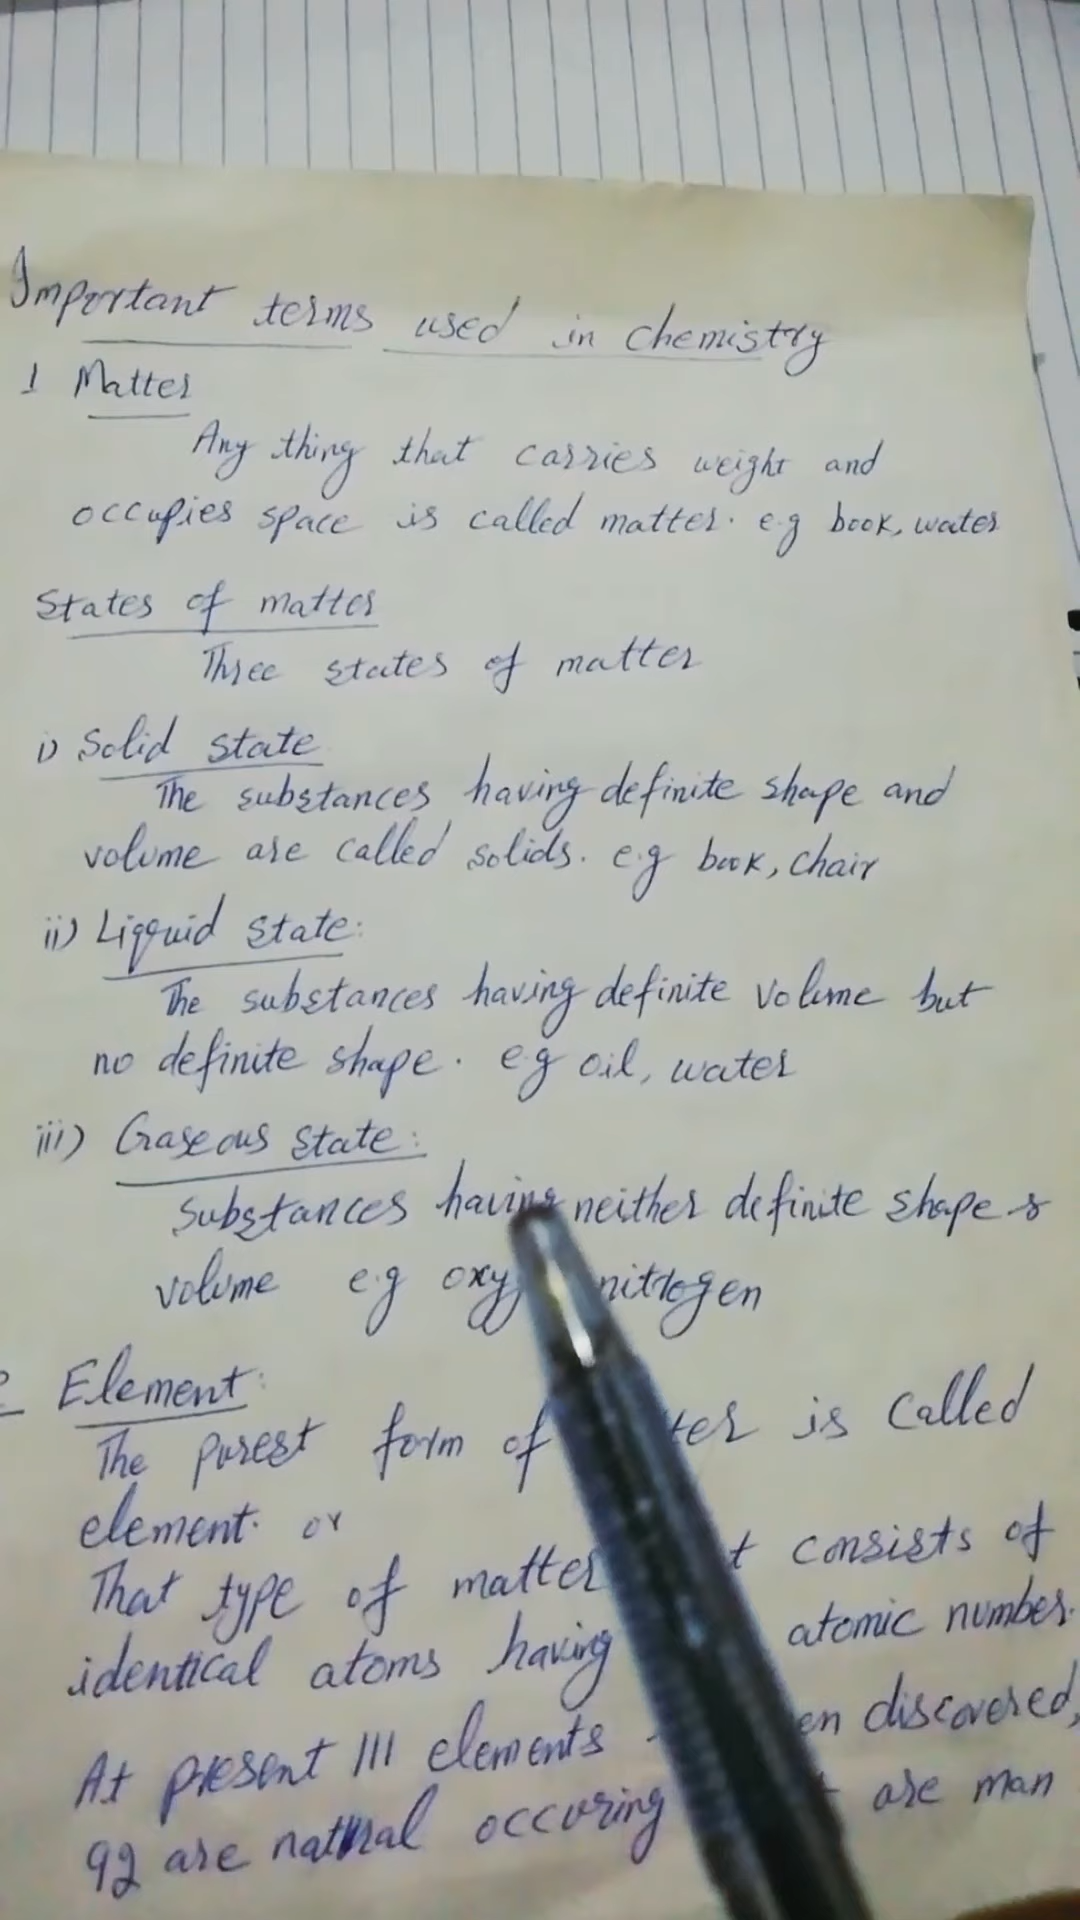 Important terms used in chemistry
1 Matter
Any thing that carries weight and
occupies space is called matter. e.g book, water
States of matter
Three states of matter
i) Solid state
The substances having definite shape and
volume are called solids. e.g book, chair
ii) Liquid state:
The substances having definite volume but
no definite shape. e.g oil, water
iii) Gaseous state:
Substances having neither definite shape &
volume e.g oxy nitrogen
Element:
The purest form of is called
element. or
That type of matter consists of
identical atoms having atomic number.
At present 111 elements discovered,
92 are natural occuring are man